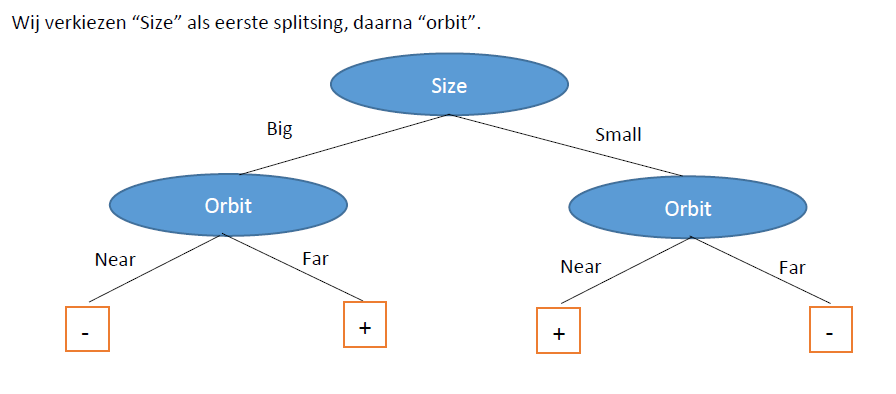 Wij verkiezen “Size” als eerste splitsing, daarna “orbit”.
Size
Big
Small
Orbit
Orbit
Near
Far
Near
Far
-
+
+
-